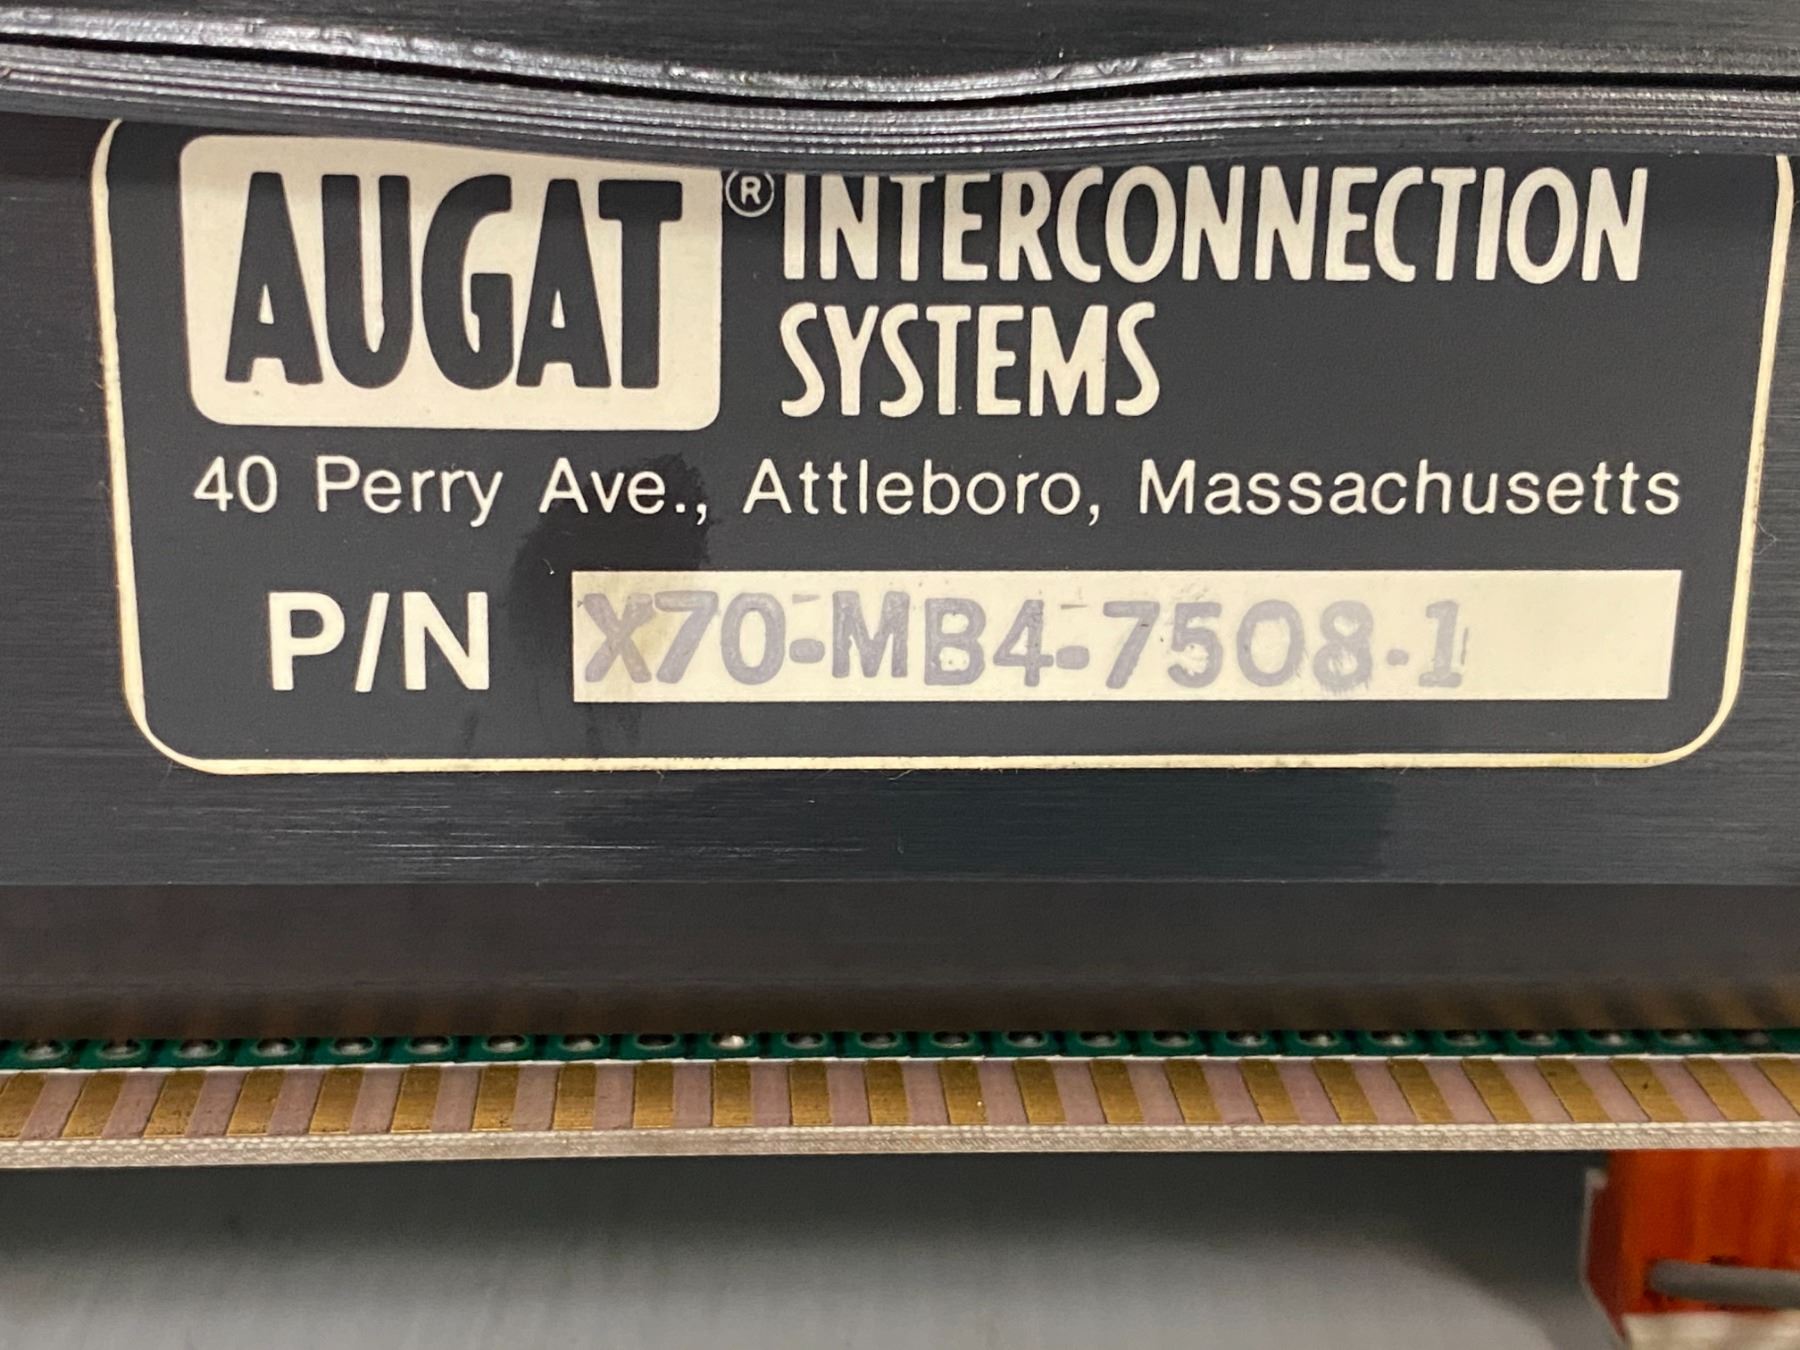 AUGAT® INTERCONNECTION
SYSTEMS
40 Perry Ave., Attleboro, Massachusetts
P/N X70-MB4-7508-1